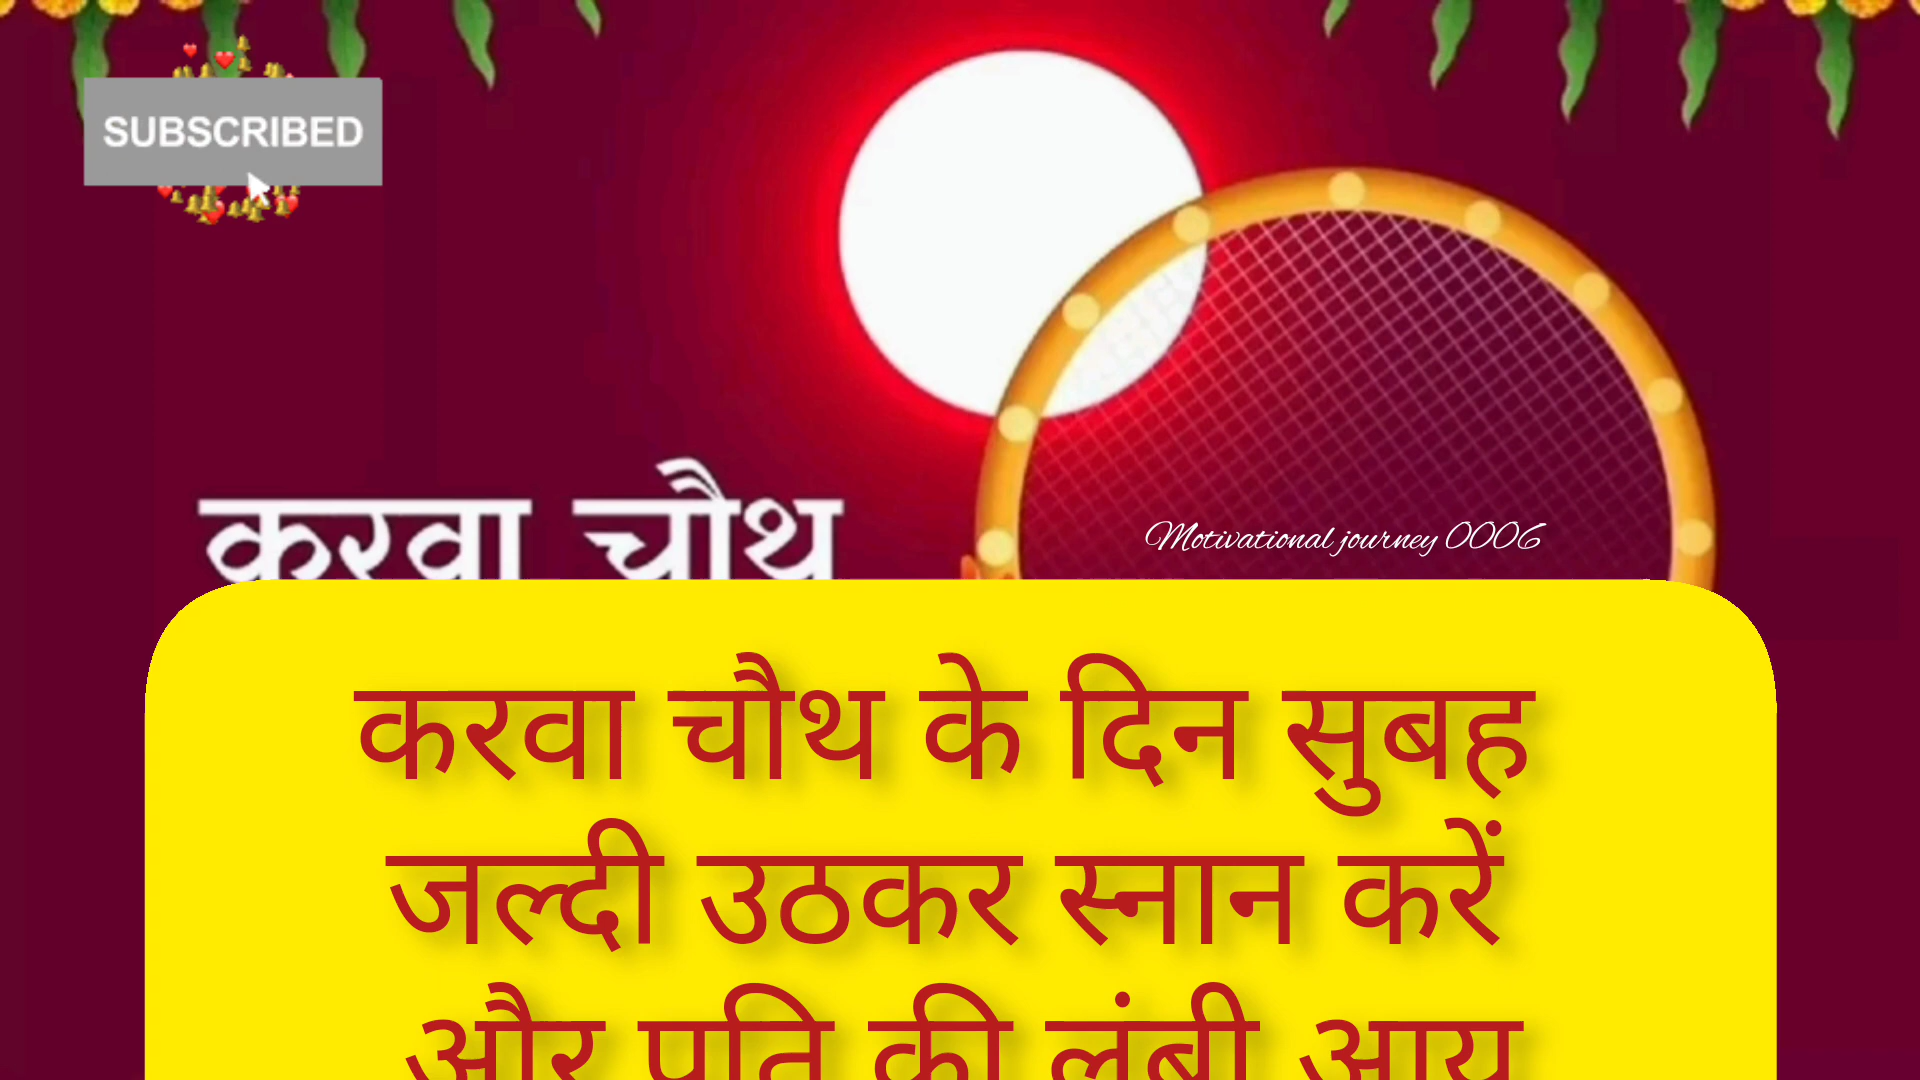 SUBSCRIBED
करवा चौथ
Motivational journey 0006
करवा चौथ के दिन सुबह
जल्दी उठकर स्नान करें
और पति की लंबी आयु